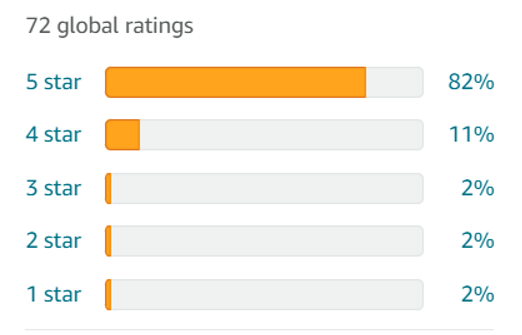 72 global ratings
5 star 82%
4 star 11%
3 star 2%
2 star 2%
1 star 2%